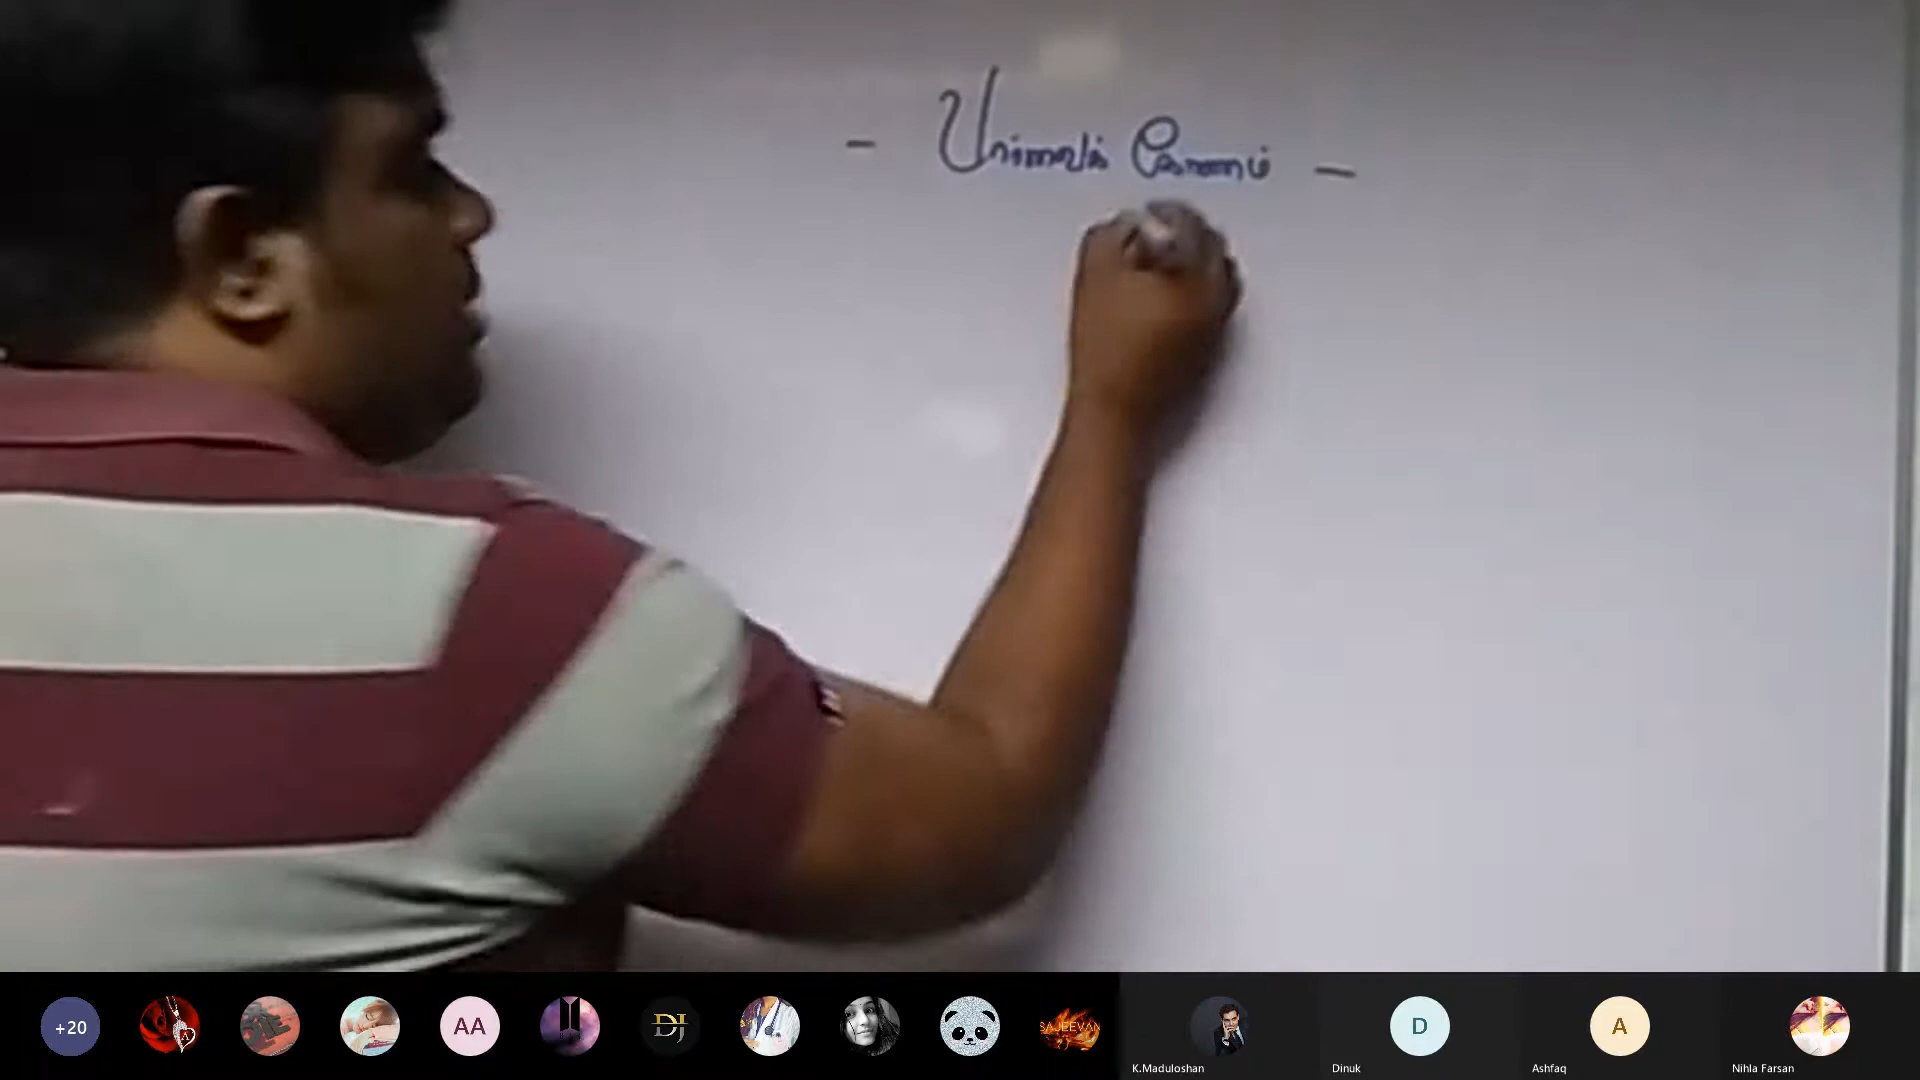 - பார்வைக் கோணம் -
+20
AA
DJ
SAJEEVAN
D
A
K.Maduloshan
Dinuk
Ashfaq
Nihla Farsan